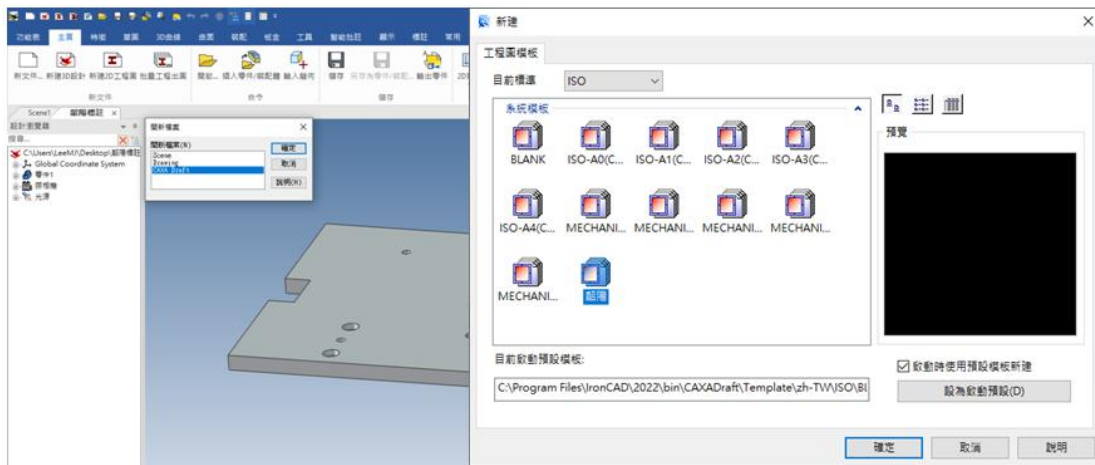 功能表 主頁 特徵 草圖 3D曲線 曲面 裝配 鈑金 工具 智能批註 顯示 標註 常用
新文件... 新建3D設計 新建2D工程圖 批量工程出圖 開啟... 插入零件/裝配體 輸入幾何 儲存 另存為零件/裝配... 輸出零件
新文件 命令 儲存
Scene1
設計瀏覽器
搜尋...
Global Coordinate System
零件1
照相機
光源
開新檔案
開新檔案(N)
Scene
Drawing
CAXA Draft
確定
取消
說明(H)
新建
工程圖模板
目前標準 ISO
系統模板
BLANK ISO-A0(C... ISO-A1(C... ISO-A2(C... ISO-A3(C...
ISO-A4(C... MECHANI... MECHANI... MECHANI... MECHANI...
MECHANI...
預覽
目前啟動預設模板:
C:\Program Files\IronCAD\2022\bin\CAXADraft\Template\zh-TW\ISO\BL
啟動時使用預設模板新建
設為啟動預設(D)
確定 取消 說明